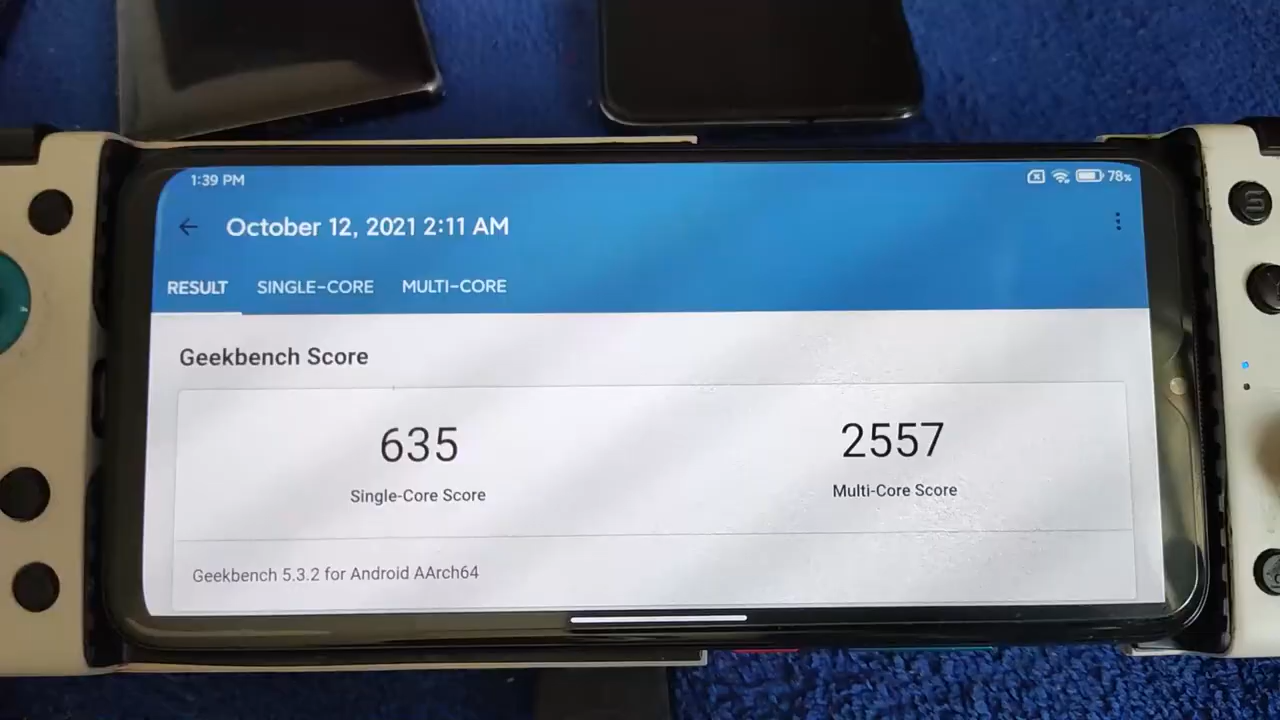 1:39 PM
78%
October 12, 2021 2:11 AM
RESULT
SINGLE-CORE
MULTI-CORE
Geekbench Score
635
2557
Single-Core Score
Multi-Core Score
Geekbench 5.3.2 for Android AArch64
S